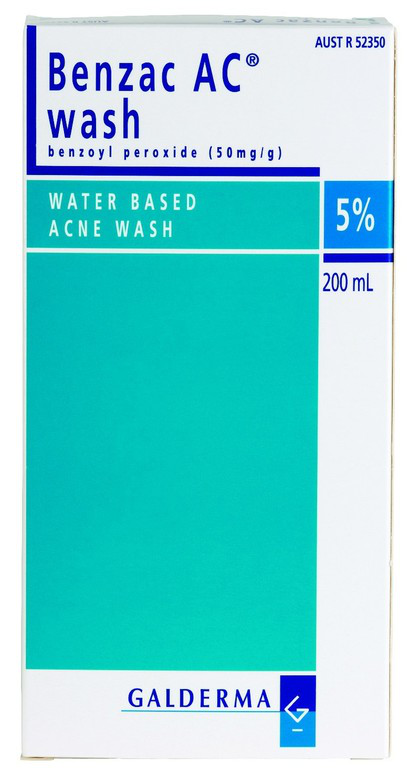 AUST R 52350
Benzac AC®
wash
benzoyl peroxide (50mg/g)
WATER BASED
ACNE WASH
5%
200 mL
GALDERMA